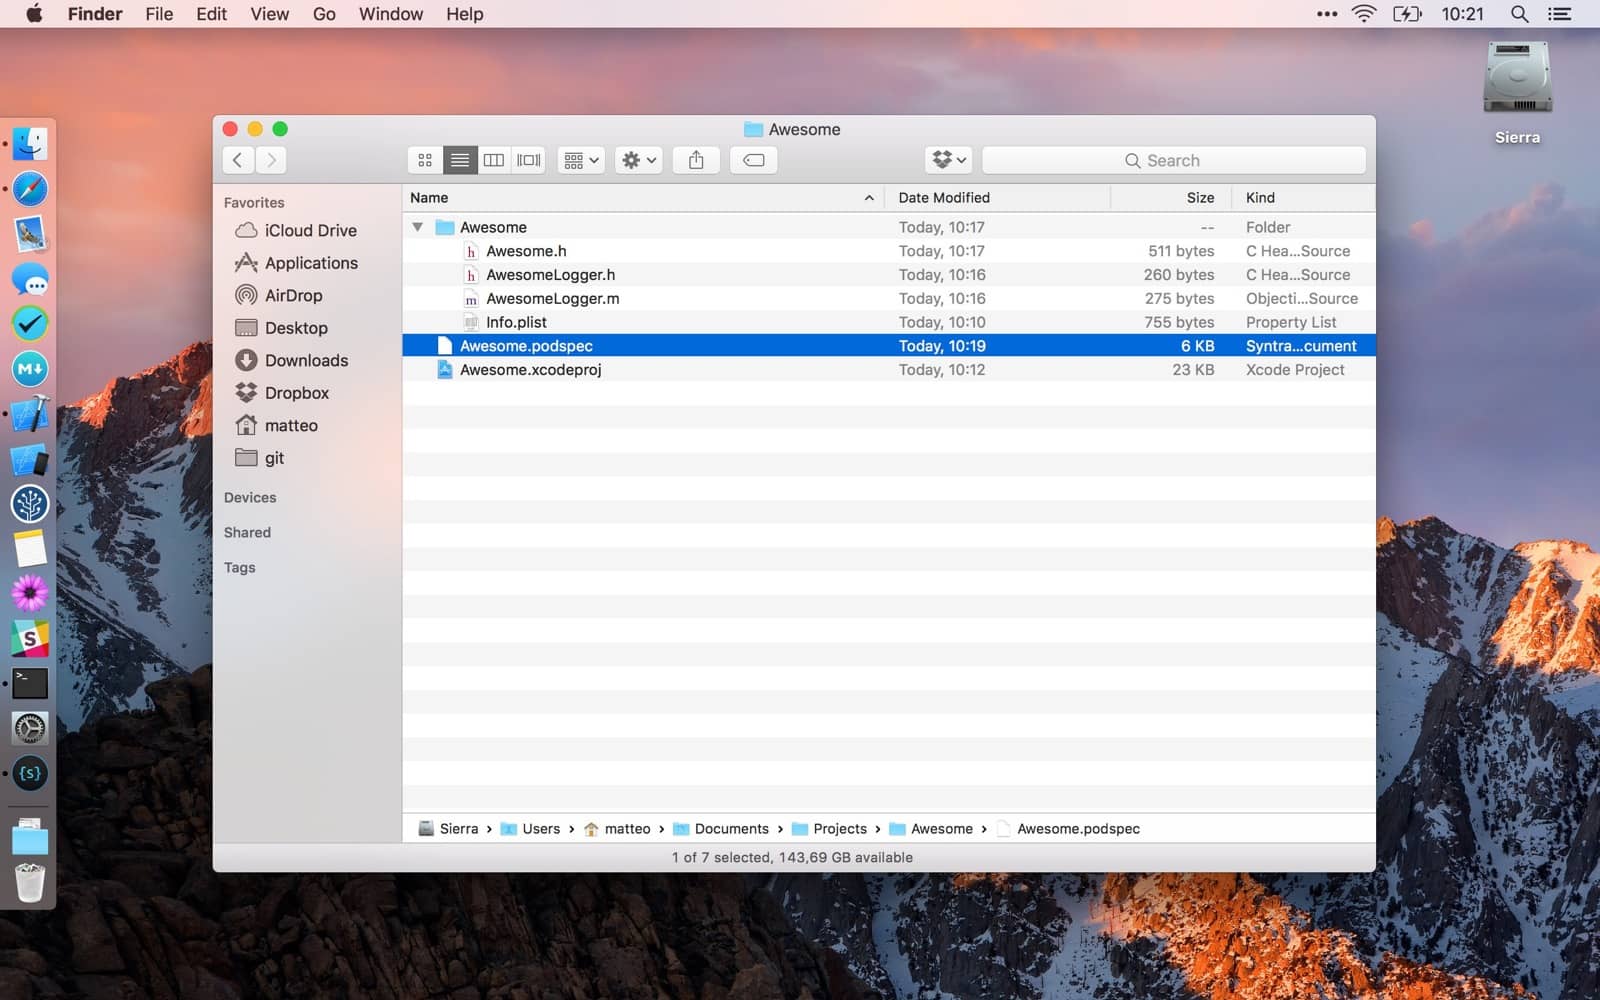 Finder File Edit View Go Window Help 10:21
Sierra
Awesome
Search
Favorites
iCloud Drive
Applications
AirDrop
Desktop
Downloads
Dropbox
matteo
git
Devices
Shared
Tags
Name Date Modified Size Kind
Awesome Today, 10:17 -- Folder
h Awesome.h Today, 10:17 511 bytes C Hea...Source
h AwesomeLogger.h Today, 10:16 260 bytes C Hea...Source
m AwesomeLogger.m Today, 10:16 275 bytes Objecti...Source
Info.plist Today, 10:10 755 bytes Property List
Awesome.podspec Today, 10:19 6 KB Syntra...cument
Awesome.xcodeproj Today, 10:12 23 KB Xcode Project
Sierra › Users › matteo › Documents › Projects › Awesome › Awesome.podspec
1 of 7 selected, 143,69 GB available
M
S
>_
{s}